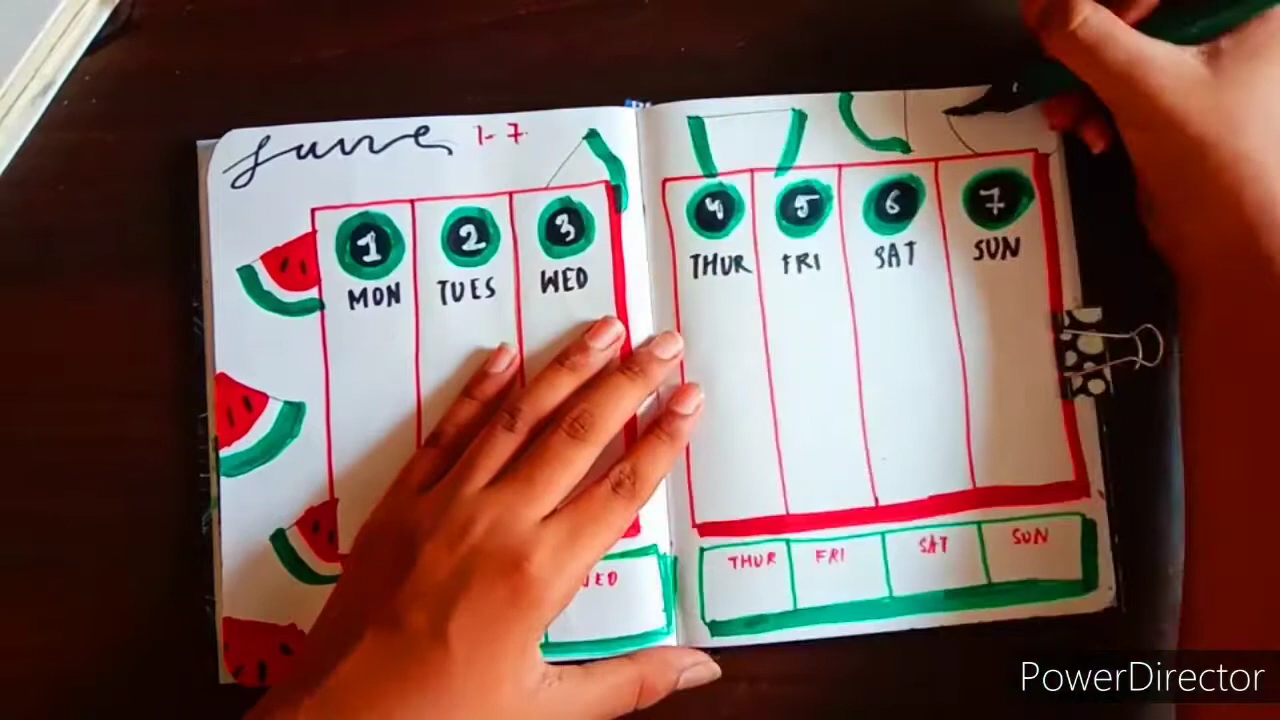 June 1-7
1 2 3 4 5 6 7
MON TUES WED THUR FRI SAT SUN
WED THUR FRI SAT SUN
PowerDirector